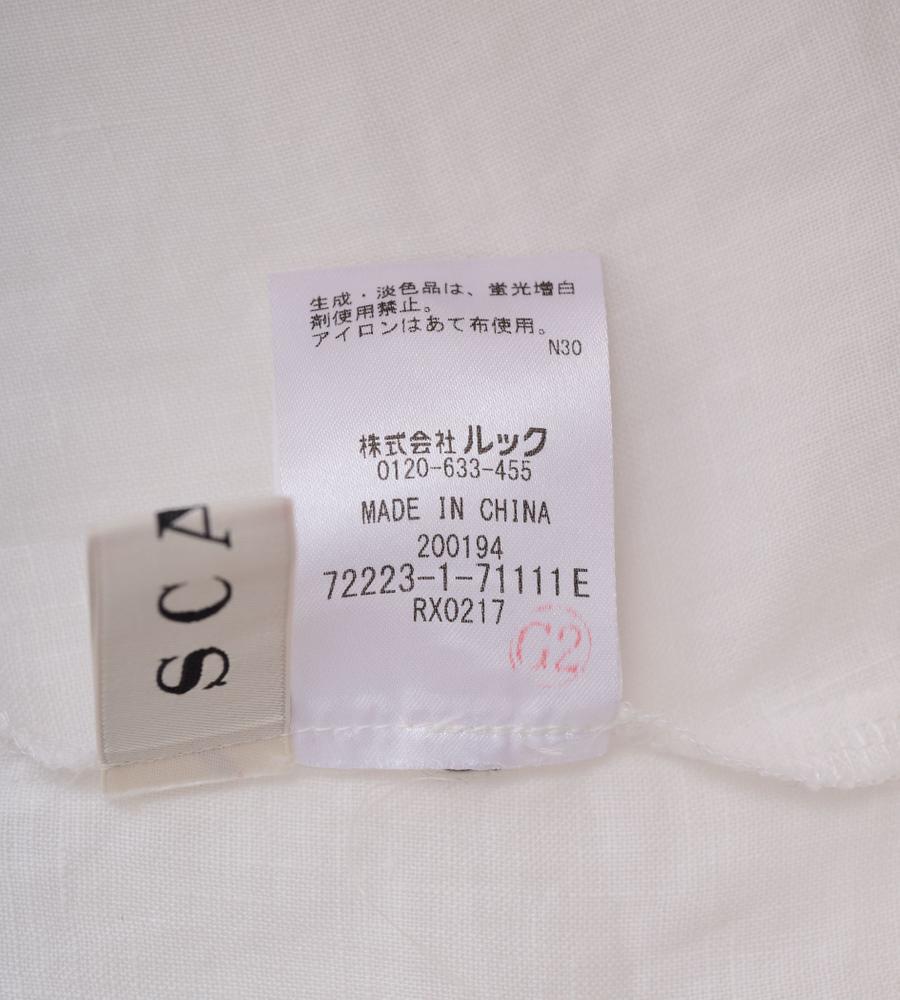 生成・淡色品は、蛍光増白
剤使用禁止。
アイロンはあて布使用。
N30
株式会社ルック
0120-633-455
MADE IN CHINA
200194
72223-1-71111E
RX0217
G2
SCA